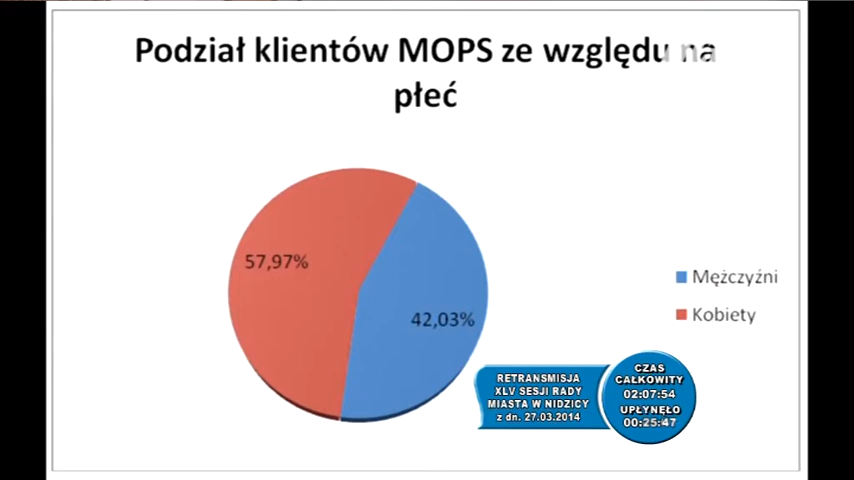 Podział klientów MOPS ze względu na
płeć
57,97%
42,03%
Mężczyźni
Kobiety
RETRANSMISJA
XLV SESJI RADY
MIASTA W NIDZICY
z dn. 27.03.2014
CZAS
CAŁKOWITY
02:07:54
UPŁYNĘŁO
00:25:47